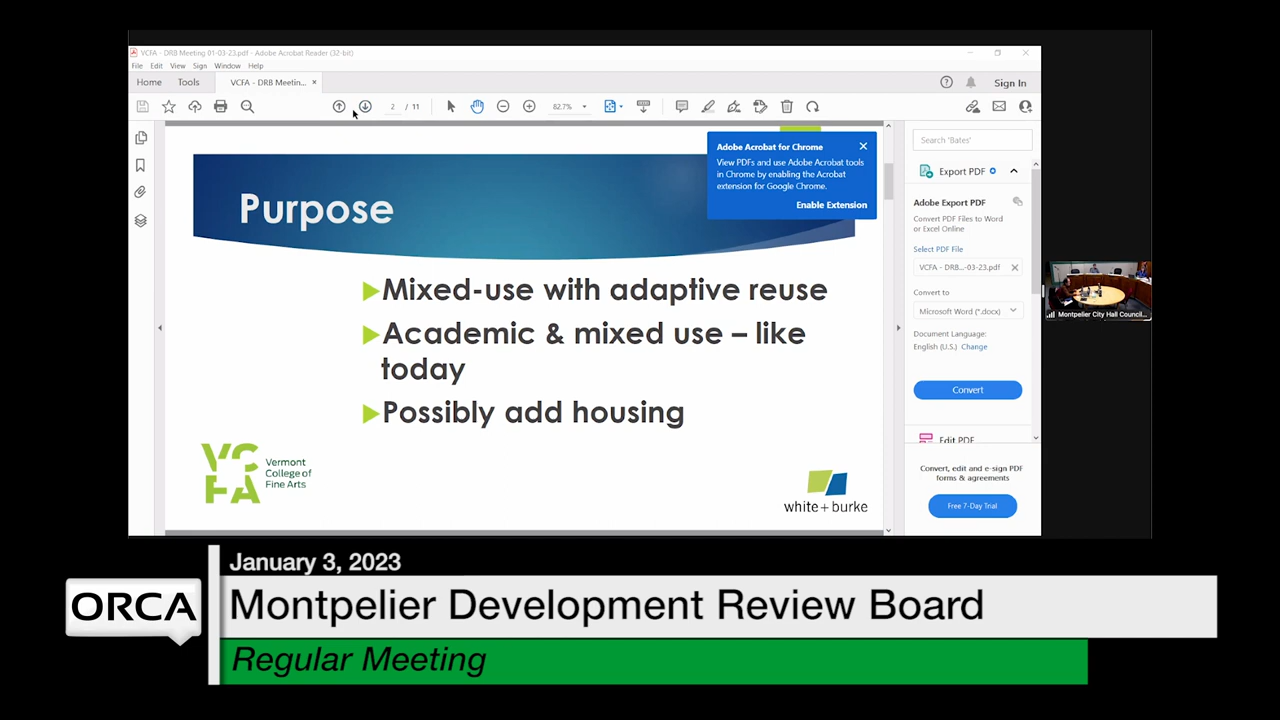 VCFA - DRB Meeting 01-03-23.pdf - Adobe Acrobat Reader (32-bit)
File Edit View Sign Window Help
Home Tools VCFA - DRB Meetin... × Sign In
2 / 11 82.7%
Adobe Acrobat for Chrome
View PDFs and use Adobe Acrobat tools
in Chrome by enabling the Acrobat
extension for Google Chrome.
Enable Extension
Purpose
▶Mixed-use with adaptive reuse
▶Academic & mixed use – like
today
▶Possibly add housing
VCFA
Vermont
College of
Fine Arts
white + burke
Search 'Bates'
Export PDF
Adobe Export PDF
Convert PDF Files to Word
or Excel Online
Select PDF File
VCFA - DRB...-03-23.pdf
Convert to
Microsoft Word (*.docx)
Document Language:
English (U.S.) Change
Convert
Edit PDF
Convert, edit and e-sign PDF
forms & agreements
Free 7-Day Trial
Montpelier City Hall Council...
January 3, 2023
ORCA
Montpelier Development Review Board
Regular Meeting